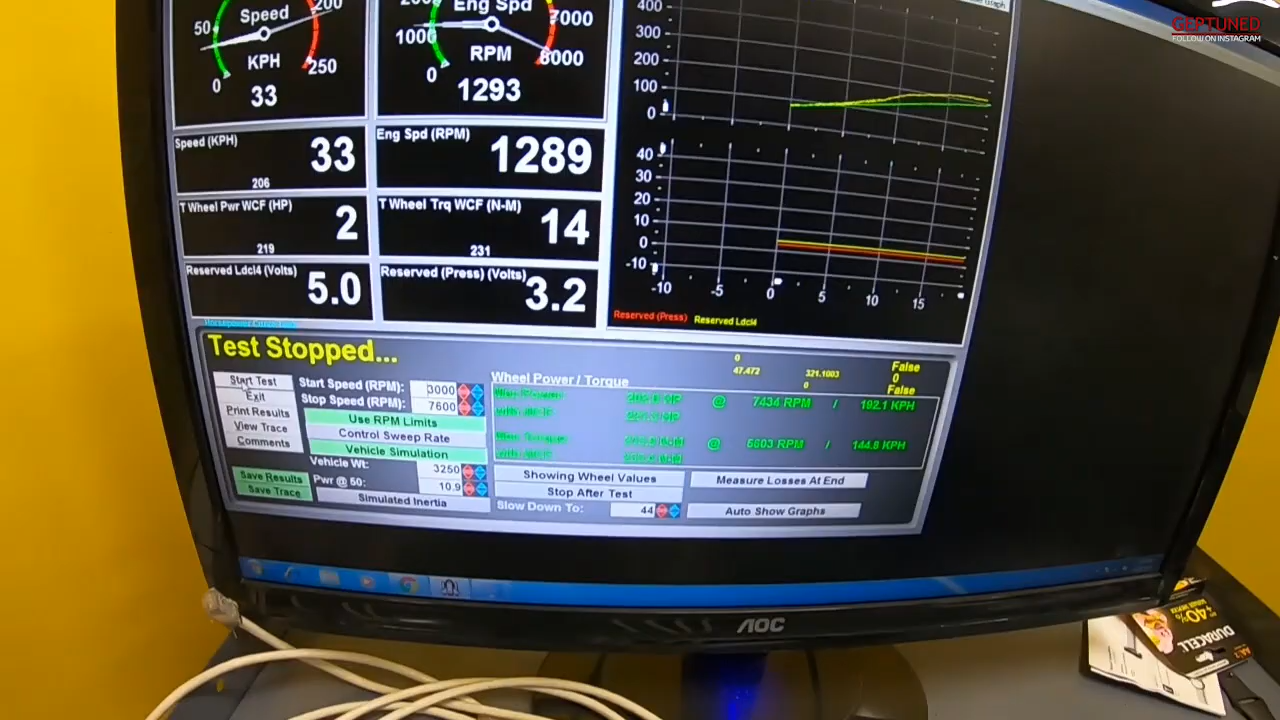 GEPTUNED
FOLLOW ON INSTAGRAM
Speed
50
200
250
0
KPH
33
Eng Spd
1000
7000
8000
0
RPM
1293
400
300
200
100
0
Speed (KPH)
33
206
Eng Spd (RPM)
1289
T Wheel Pwr WCF (HP)
2
219
T Wheel Trq WCF (N-M)
14
231
Reserved Ldcl4 (Volts)
5.0
Reserved (Press) (Volts)
3.2
40
30
20
10
0
-10
-10 -5 0 5 10 15
Reserved (Press) Reserved Ldcl4
Test Stopped...
Start Test
Exit
Print Results
View Trace
Comments
Save Results
Save Trace
Start Speed (RPM): 3000
Stop Speed (RPM): 7600
Use RPM Limits
Control Sweep Rate
Vehicle Simulation
Vehicle Wt: 3250
Pwr @ 50: 10.9
Simulated Inertia
0
47.472
321.1003
0
False
0
False
Wheel Power / Torque
@ 7434 RPM / 192.1 KPH
@ 5603 RPM / 144.8 KPH
Showing Wheel Values
Measure Losses At End
Stop After Test
Slow Down To: 44
Auto Show Graphs
AOC
+40%
DURACELL